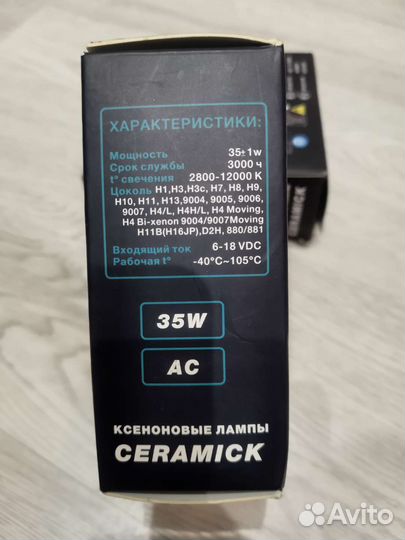 ХАРАКТЕРИСТИКИ:
Мощность 35±1w
Срок службы 3000 ч
t° свечения 2800-12000 К
Цоколь H1,H3,H3c, H7, H8, H9,
H10, H11, H13,9004, 9005, 9006,
9007, H4/L, H4H/L, H4 Moving,
H4 Bi-xenon 9004/9007Moving
H11B(H16JP),D2H, 880/881
Входящий ток 6-18 VDC
Рабочая t° -40°C~105°C
35W
AC
КСЕНОНОВЫЕ ЛАМПЫ
CERAMICK
CERAMICK
Avito